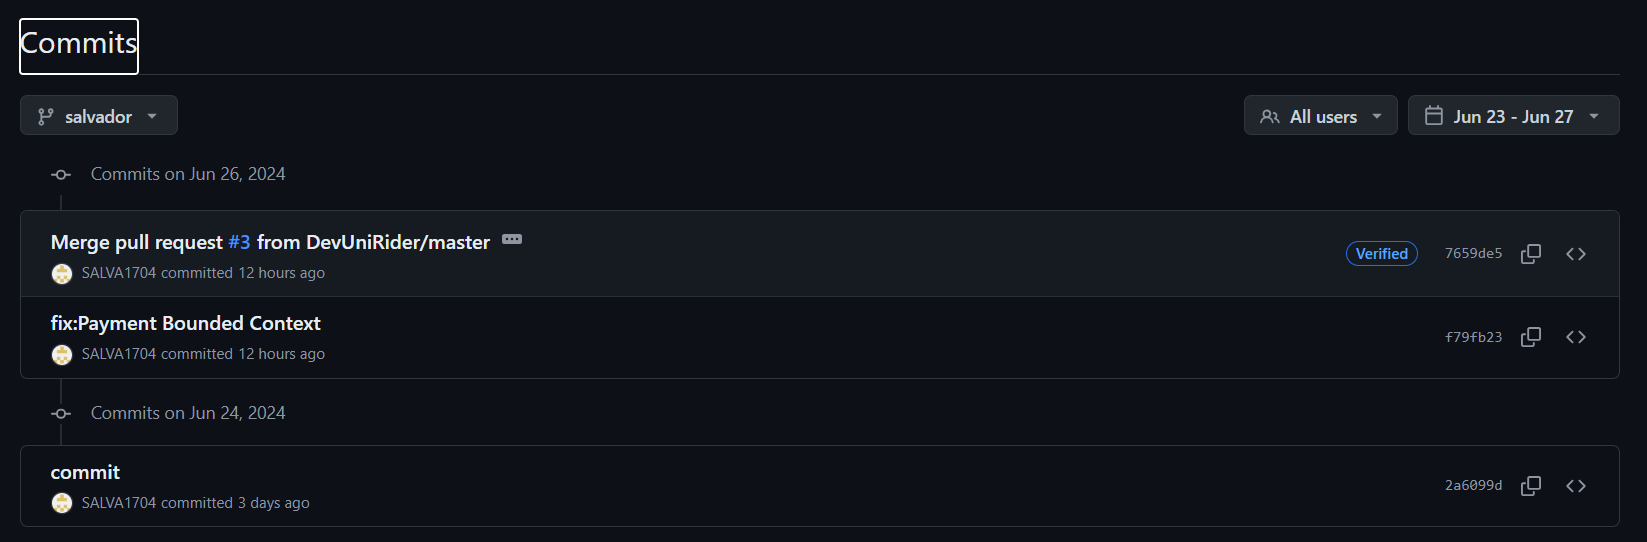 Commits
salvador
All users
Jun 23 - Jun 27
Commits on Jun 26, 2024
Merge pull request #3 from DevUniRider/master
SALVA1704 committed 12 hours ago
Verified
7659de5
fix:Payment Bounded Context
SALVA1704 committed 12 hours ago
f79fb23
Commits on Jun 24, 2024
commit
SALVA1704 committed 3 days ago
2a6099d